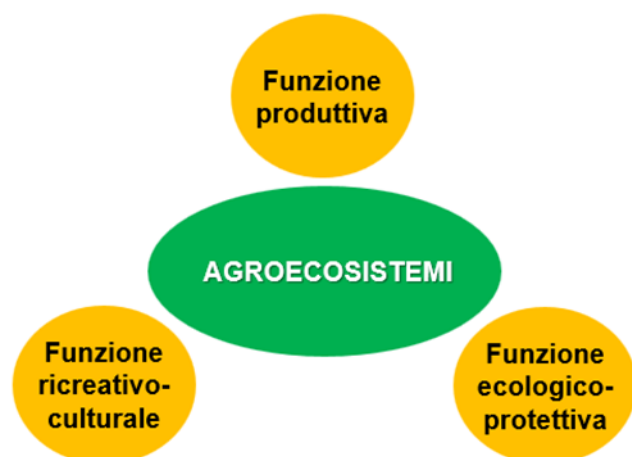 Funzione
produttiva
AGROECOSISTEMI
Funzione
ricreativo-
culturale
Funzione
ecologico-
protettiva